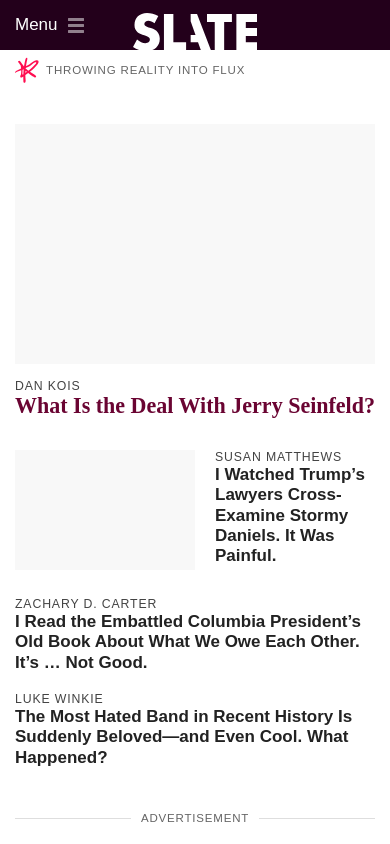 Menu
SLATE
THROWING REALITY INTO FLUX
DAN KOIS
What Is the Deal With Jerry Seinfeld?
SUSAN MATTHEWS
I Watched Trump’s
Lawyers Cross-
Examine Stormy
Daniels. It Was
Painful.
ZACHARY D. CARTER
I Read the Embattled Columbia President’s
Old Book About What We Owe Each Other.
It’s … Not Good.
LUKE WINKIE
The Most Hated Band in Recent History Is
Suddenly Beloved—and Even Cool. What
Happened?
ADVERTISEMENT